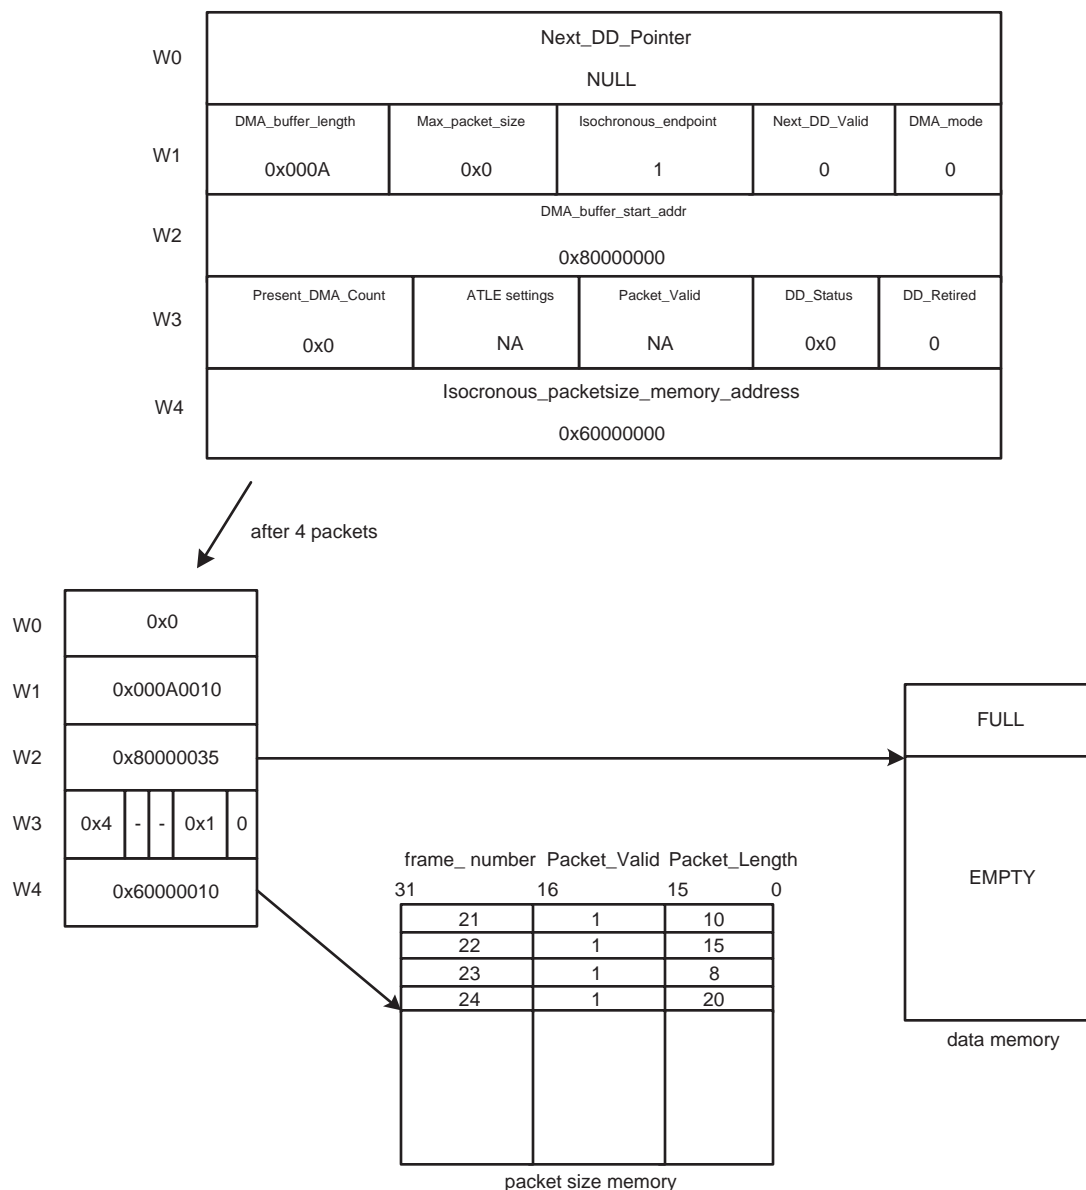 Next_DD_Pointer
W0
NULL
DMA_buffer_length Max_packet_size Isochronous_endpoint Next_DD_Valid DMA_mode
W1
0x000A 0x0 1 0 0
DMA_buffer_start_addr
W2
0x80000000
Present_DMA_Count ATLE settings Packet_Valid DD_Status DD_Retired
W3
0x0 NA NA 0x0 0
Isocronous_packetsize_memory_address
W4
0x60000000
after 4 packets
W0 0x0
W1 0x000A0010
W2 0x80000035
W3 0x4 - - 0x1 0
W4 0x60000010
FULL
EMPTY
data memory
frame_ number Packet_Valid Packet_Length
31 16 15 0
21 1 10
22 1 15
23 1 8
24 1 20
packet size memory